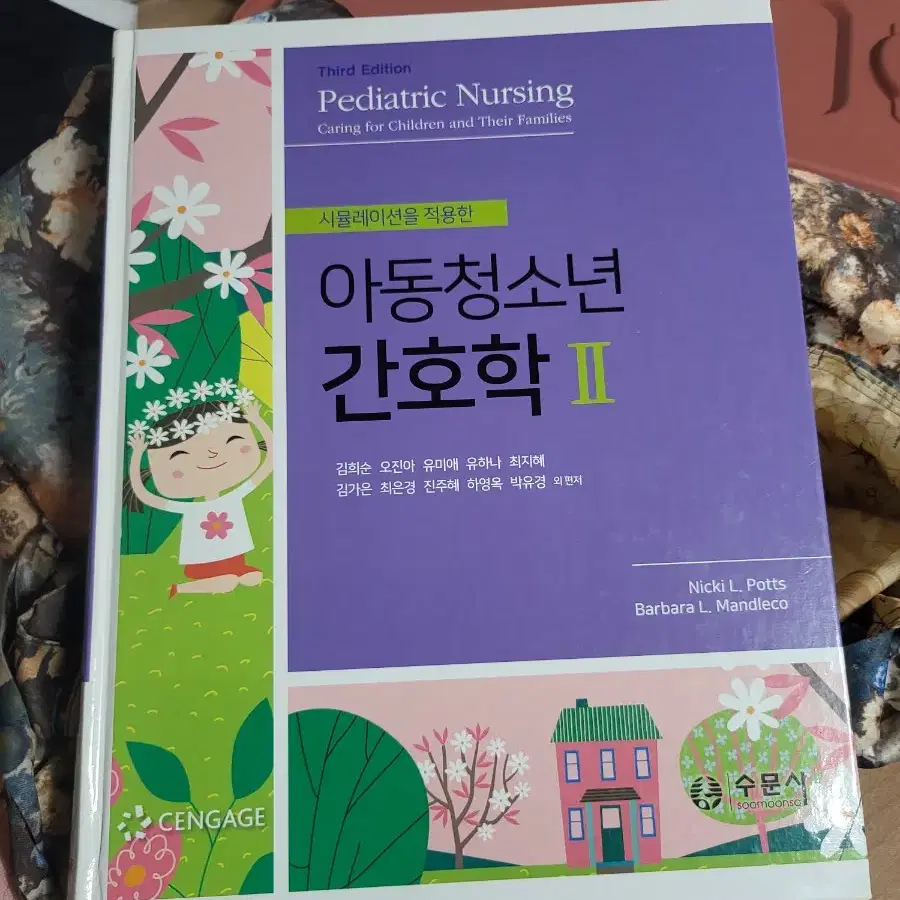 Third Edition
Pediatric Nursing
Caring for Children and Their Families
시뮬레이션을 적용한
아동청소년
간호학 II
김희순 오진아 유미애 유하나 최지혜
김가은 최은경 진주혜 하영옥 박유경 외 편저
Nicki L. Potts
Barbara L. Mandleco
CENGAGE
수문사
soomoonsa